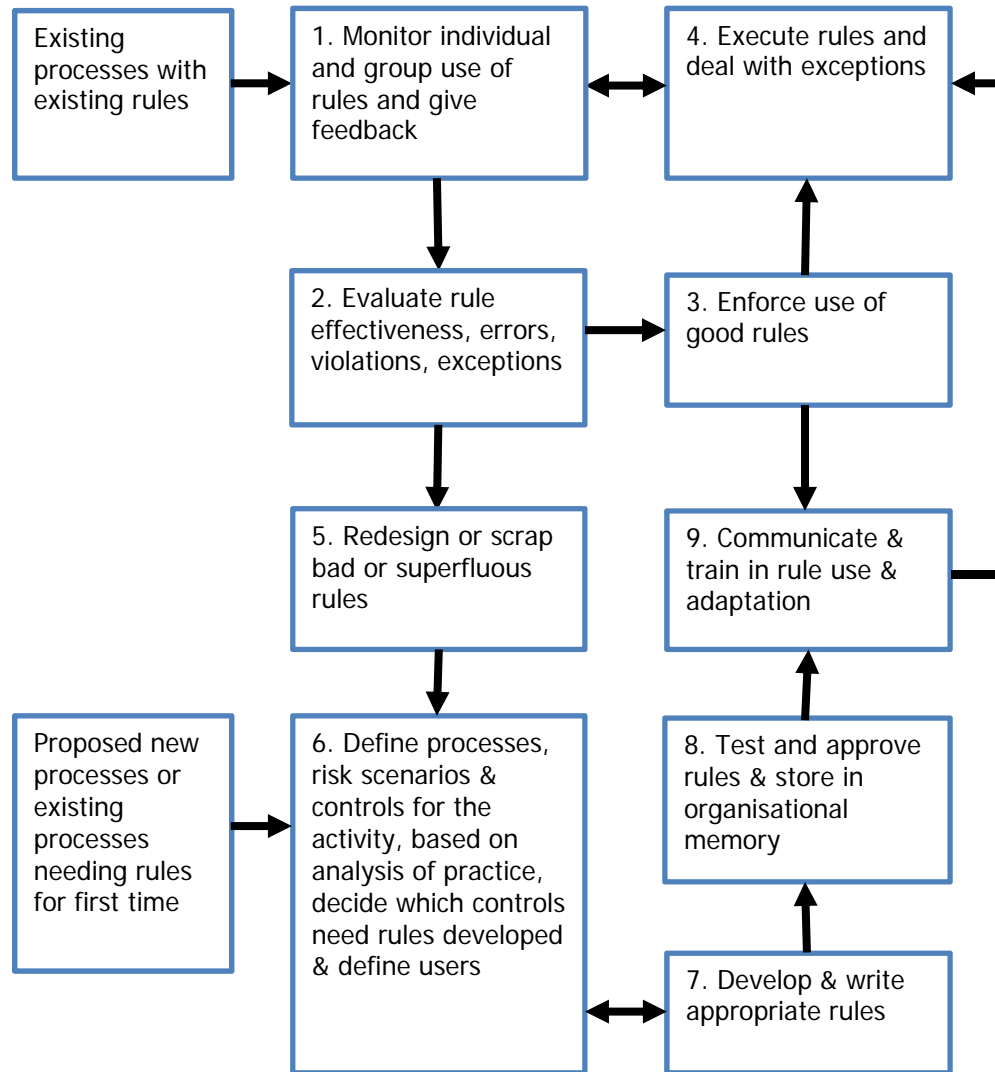 Existing
processes with
existing rules
1. Monitor individual
and group use of
rules and give
feedback
4. Execute rules and
deal with exceptions
2. Evaluate rule
effectiveness, errors,
violations, exceptions
3. Enforce use of
good rules
5. Redesign or scrap
bad or superfluous
rules
9. Communicate &
train in rule use &
adaptation
Proposed new
processes or
existing
processes
needing rules
for first time
6. Define processes,
risk scenarios &
controls for the
activity, based on
analysis of practice,
decide which controls
need rules developed
& define users
8. Test and approve
rules & store in
organisational
memory
7. Develop & write
appropriate rules